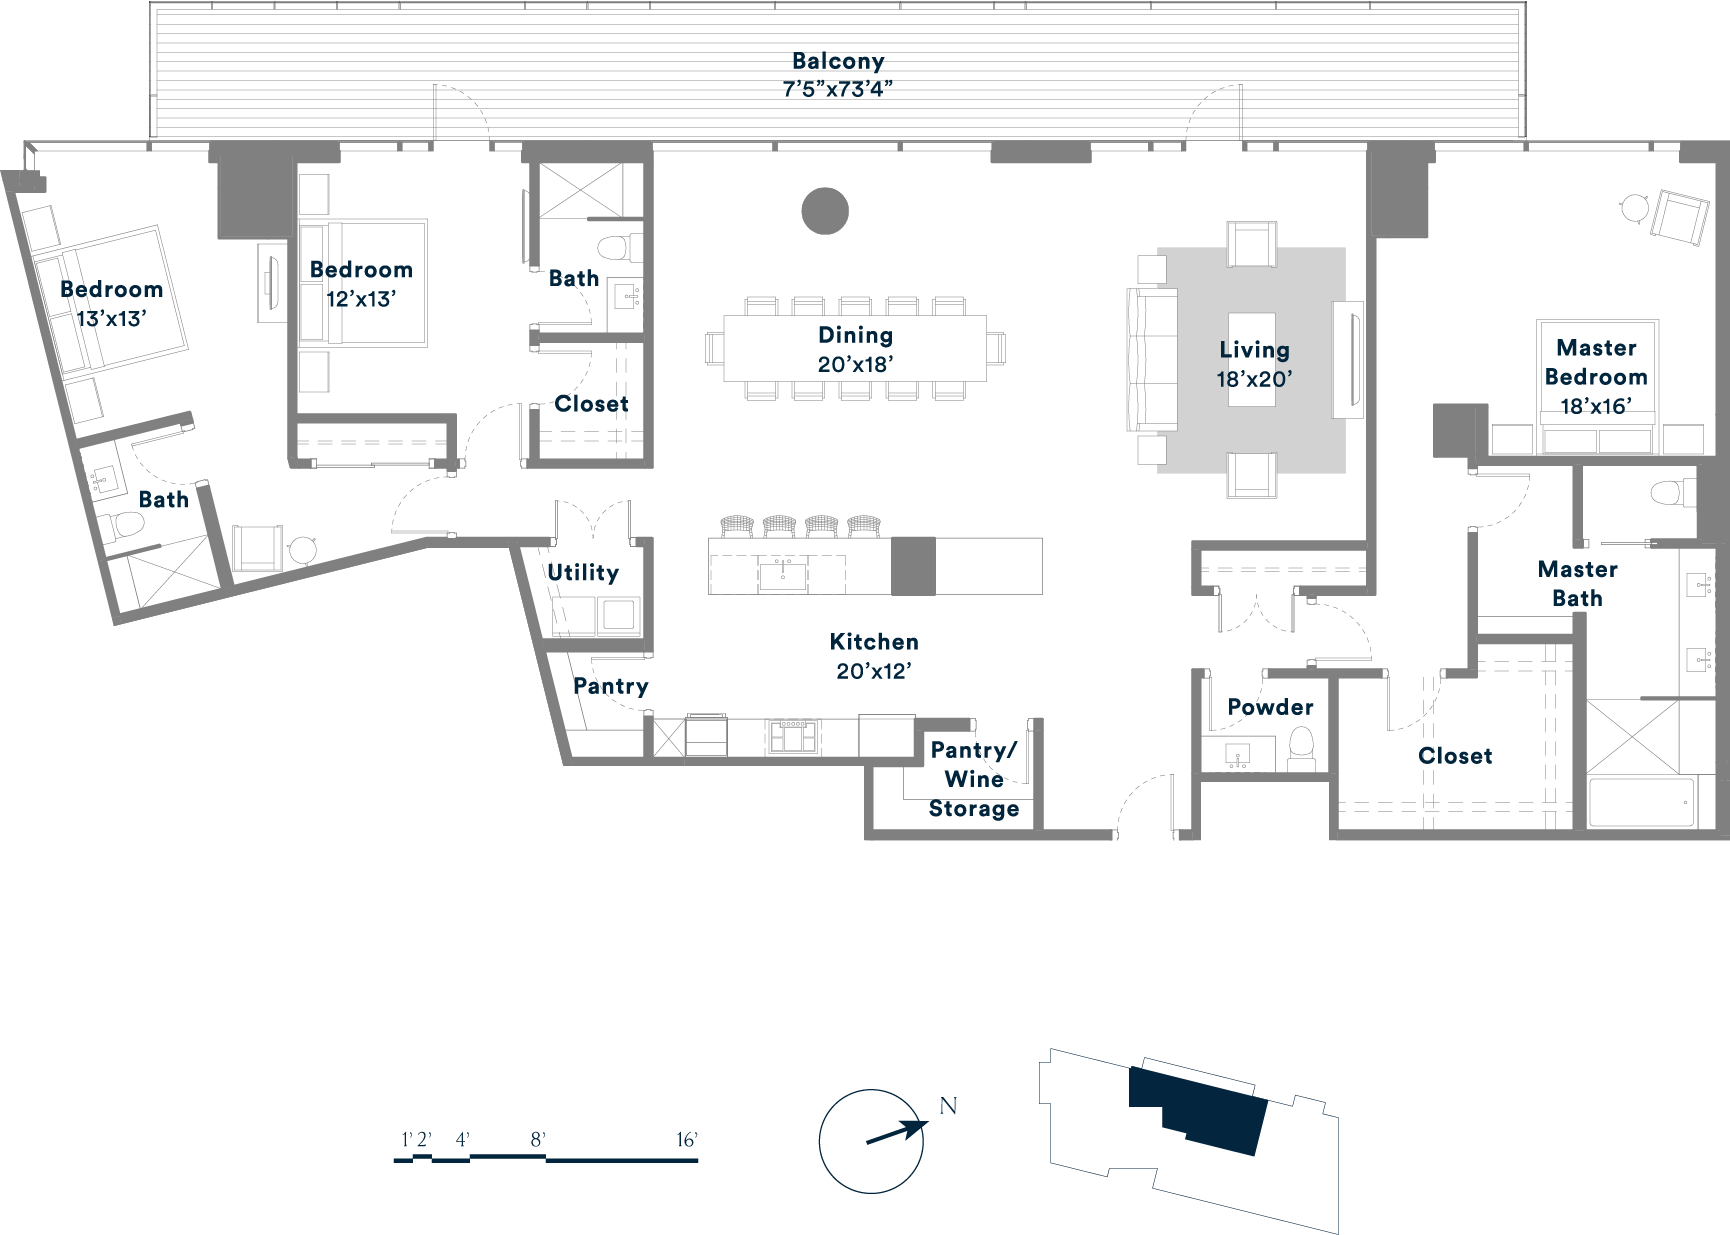 Balcony
7’5”x73’4”
Bedroom
13’x13’
Bedroom
12’x13’
Bath
Closet
Dining
20’x18’
Living
18’x20’
Master
Bedroom
18’x16’
Bath
Utility
Master
Bath
Kitchen
20’x12’
Pantry
Powder
Pantry/
Wine
Storage
Closet
1’ 2’ 4’ 8’ 16’
N